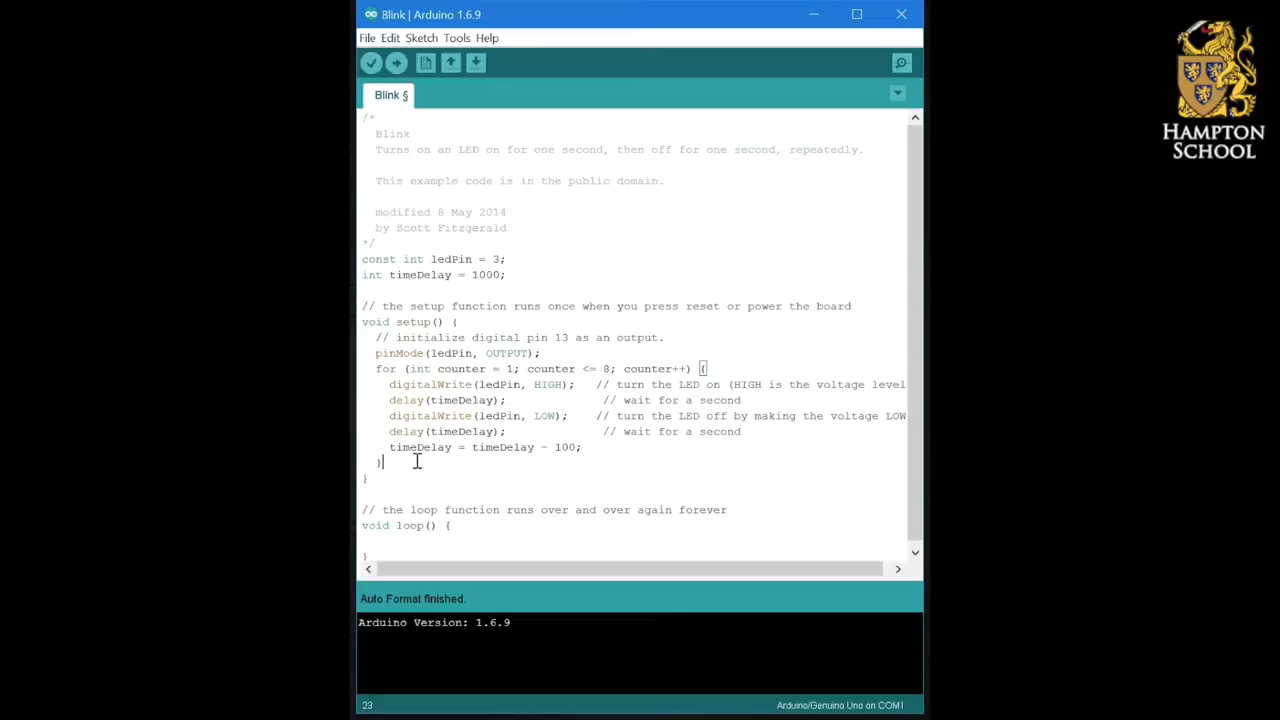 Blink | Arduino 1.6.9
File Edit Sketch Tools Help
Blink §
/*
Blink
Turns on an LED on for one second, then off for one second, repeatedly.
This example code is in the public domain.
modified 8 May 2014
by Scott Fitzgerald
*/
const int ledPin = 3;
int timeDelay = 1000;
// the setup function runs once when you press reset or power the board
void setup() {
// initialize digital pin 13 as an output.
pinMode(ledPin, OUTPUT);
for (int counter = 1; counter <= 8; counter++) {
digitalWrite(ledPin, HIGH); // turn the LED on (HIGH is the voltage level
delay(timeDelay); // wait for a second
digitalWrite(ledPin, LOW); // turn the LED off by making the voltage LOW
delay(timeDelay); // wait for a second
timeDelay = timeDelay - 100;
}
}
// the loop function runs over and over again forever
void loop() {
}
Auto Format finished.
Arduino Version: 1.6.9
23
Arduino/Genuino Uno on COM1
HAMPTON
SCHOOL